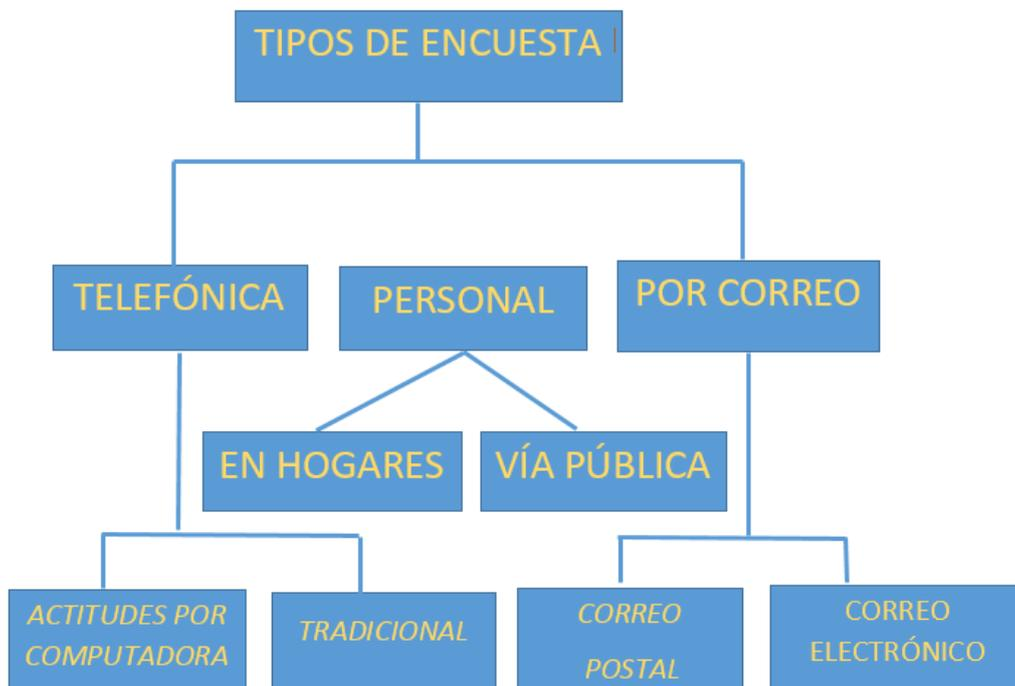 TIPOS DE ENCUESTA
TELEFÓNICA
PERSONAL
POR CORREO
EN HOGARES
VÍA PÚBLICA
ACTITUDES POR
COMPUTADORA
TRADICIONAL
CORREO
POSTAL
CORREO
ELECTRÓNICO